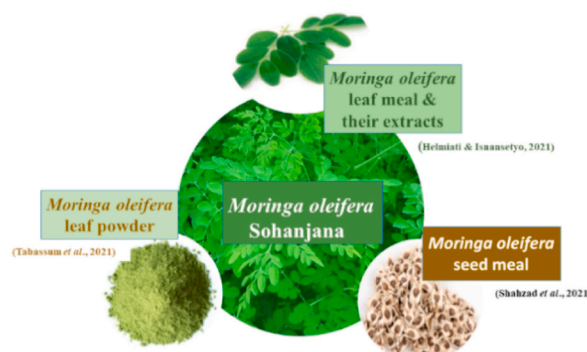 Moringa oleifera
leaf meal &
their extracts
(Helmiati & Isnansetyo, 2021)
Moringa oleifera
leaf powder
(Tabassum et al., 2021)
Moringa oleifera
Sohanjana
Moringa oleifera
seed meal
(Shahzad et al., 2021